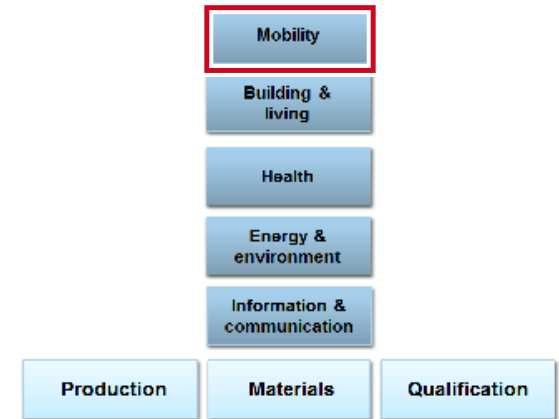 Mobility
Building &
living
Health
Energy &
environment
Information &
communication
Production
Materials
Qualification